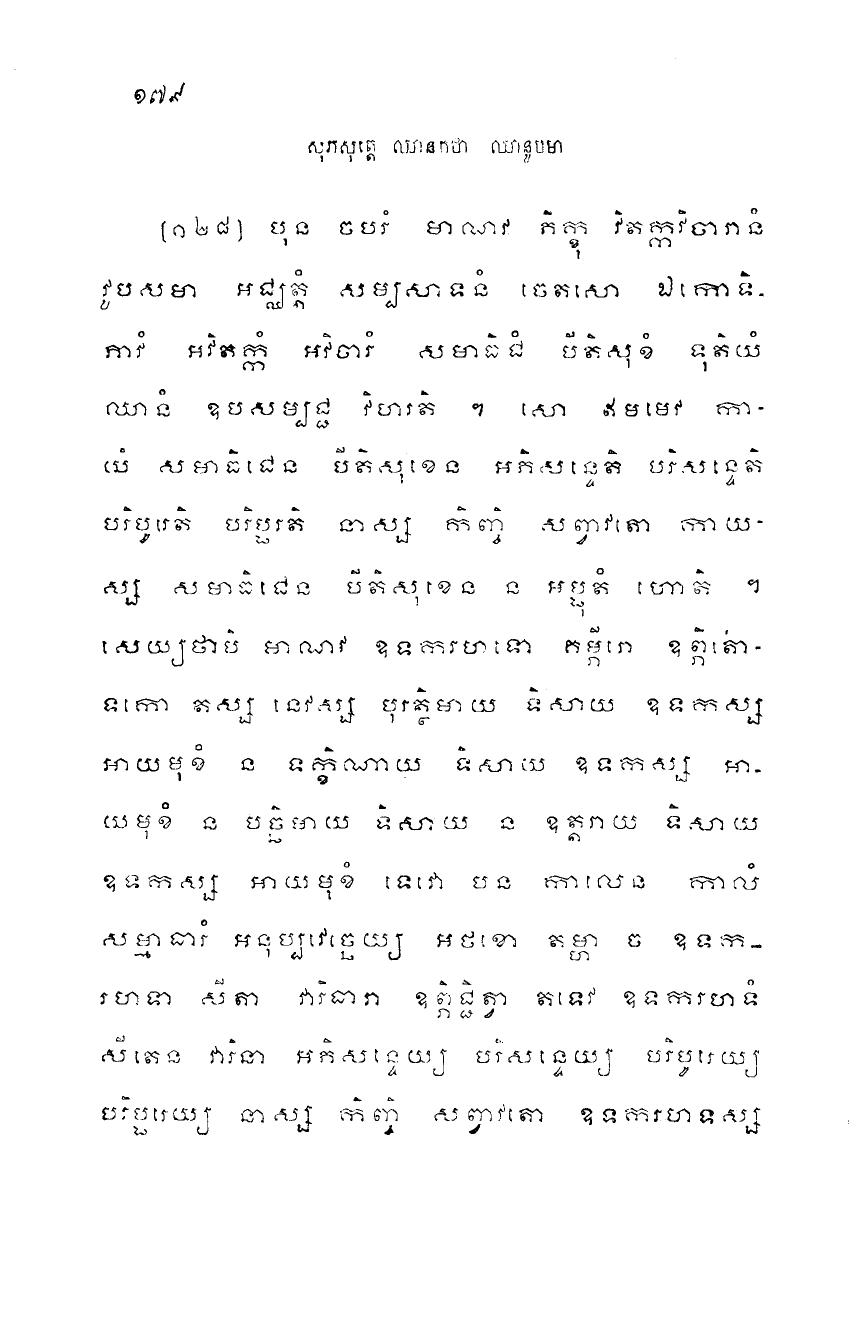 ១៧៩
សុភសុត្តេ ឈានកថា ឈានូបមា
[១២៨] បុន ចបរំ មាណវ ភិក្ខុ វិតក្កវិចារានំ
វូបសមា អជ្ឈត្តំ សម្បសាទនំ ចេតសោ ឯកោទិ-
ភាវំ អវិតក្កំ អវិចារំ សមាធិជំ បីតិសុខំ ទុតិយំ
ឈានំ ឧបសម្បជ្ជ វិហរតិ ។ សោ ឥមមេវ កា-
យំ សមាធិជេន បីតិសុខេន អភិសន្ទេតិ បរិសន្ទេតិ
បរិបូរេតិ បរិប្ផរតិ នាស្ស កិញ្ចិ សព្វាវតោ កាយ-
ស្ស សមាធិជេន បីតិសុខេន ន អប្ផុតំ ហោតិ ។
សេយ្យថាបិ មាណវ ឧទករហទោ គម្ភីរោ ឧព្ភិតោ-
ទកោ តស្ស នេវស្ស បុរត្ថិមាយ ទិសាយ ឧទកស្ស
អាយមុខំ ន ទក្ខិណាយ ទិសាយ ឧទកស្ស អា-
យមុខំ ន បច្ឆិមាយ ទិសាយ ន ឧត្តរាយ ទិសាយ
ឧទកស្ស អាយមុខំ ទេវោ បន កាលេន កាលំ
សម្មាធារំ អនុប្បវេច្ឆេយ្យ អថខោ តម្ហា ច ឧទក-
រហទា សីតា វារិធារា ឧព្ភិជ្ជិត្វា តទេវ ឧទករហទំ
សីតេន វារិនា អភិសន្ទេយ្យ បរិសន្ទេយ្យ បរិបូរេយ្យ
បរិប្ផរេយ្យ នាស្ស កិញ្ចិ សព្វាវតោ ឧទករហទស្ស